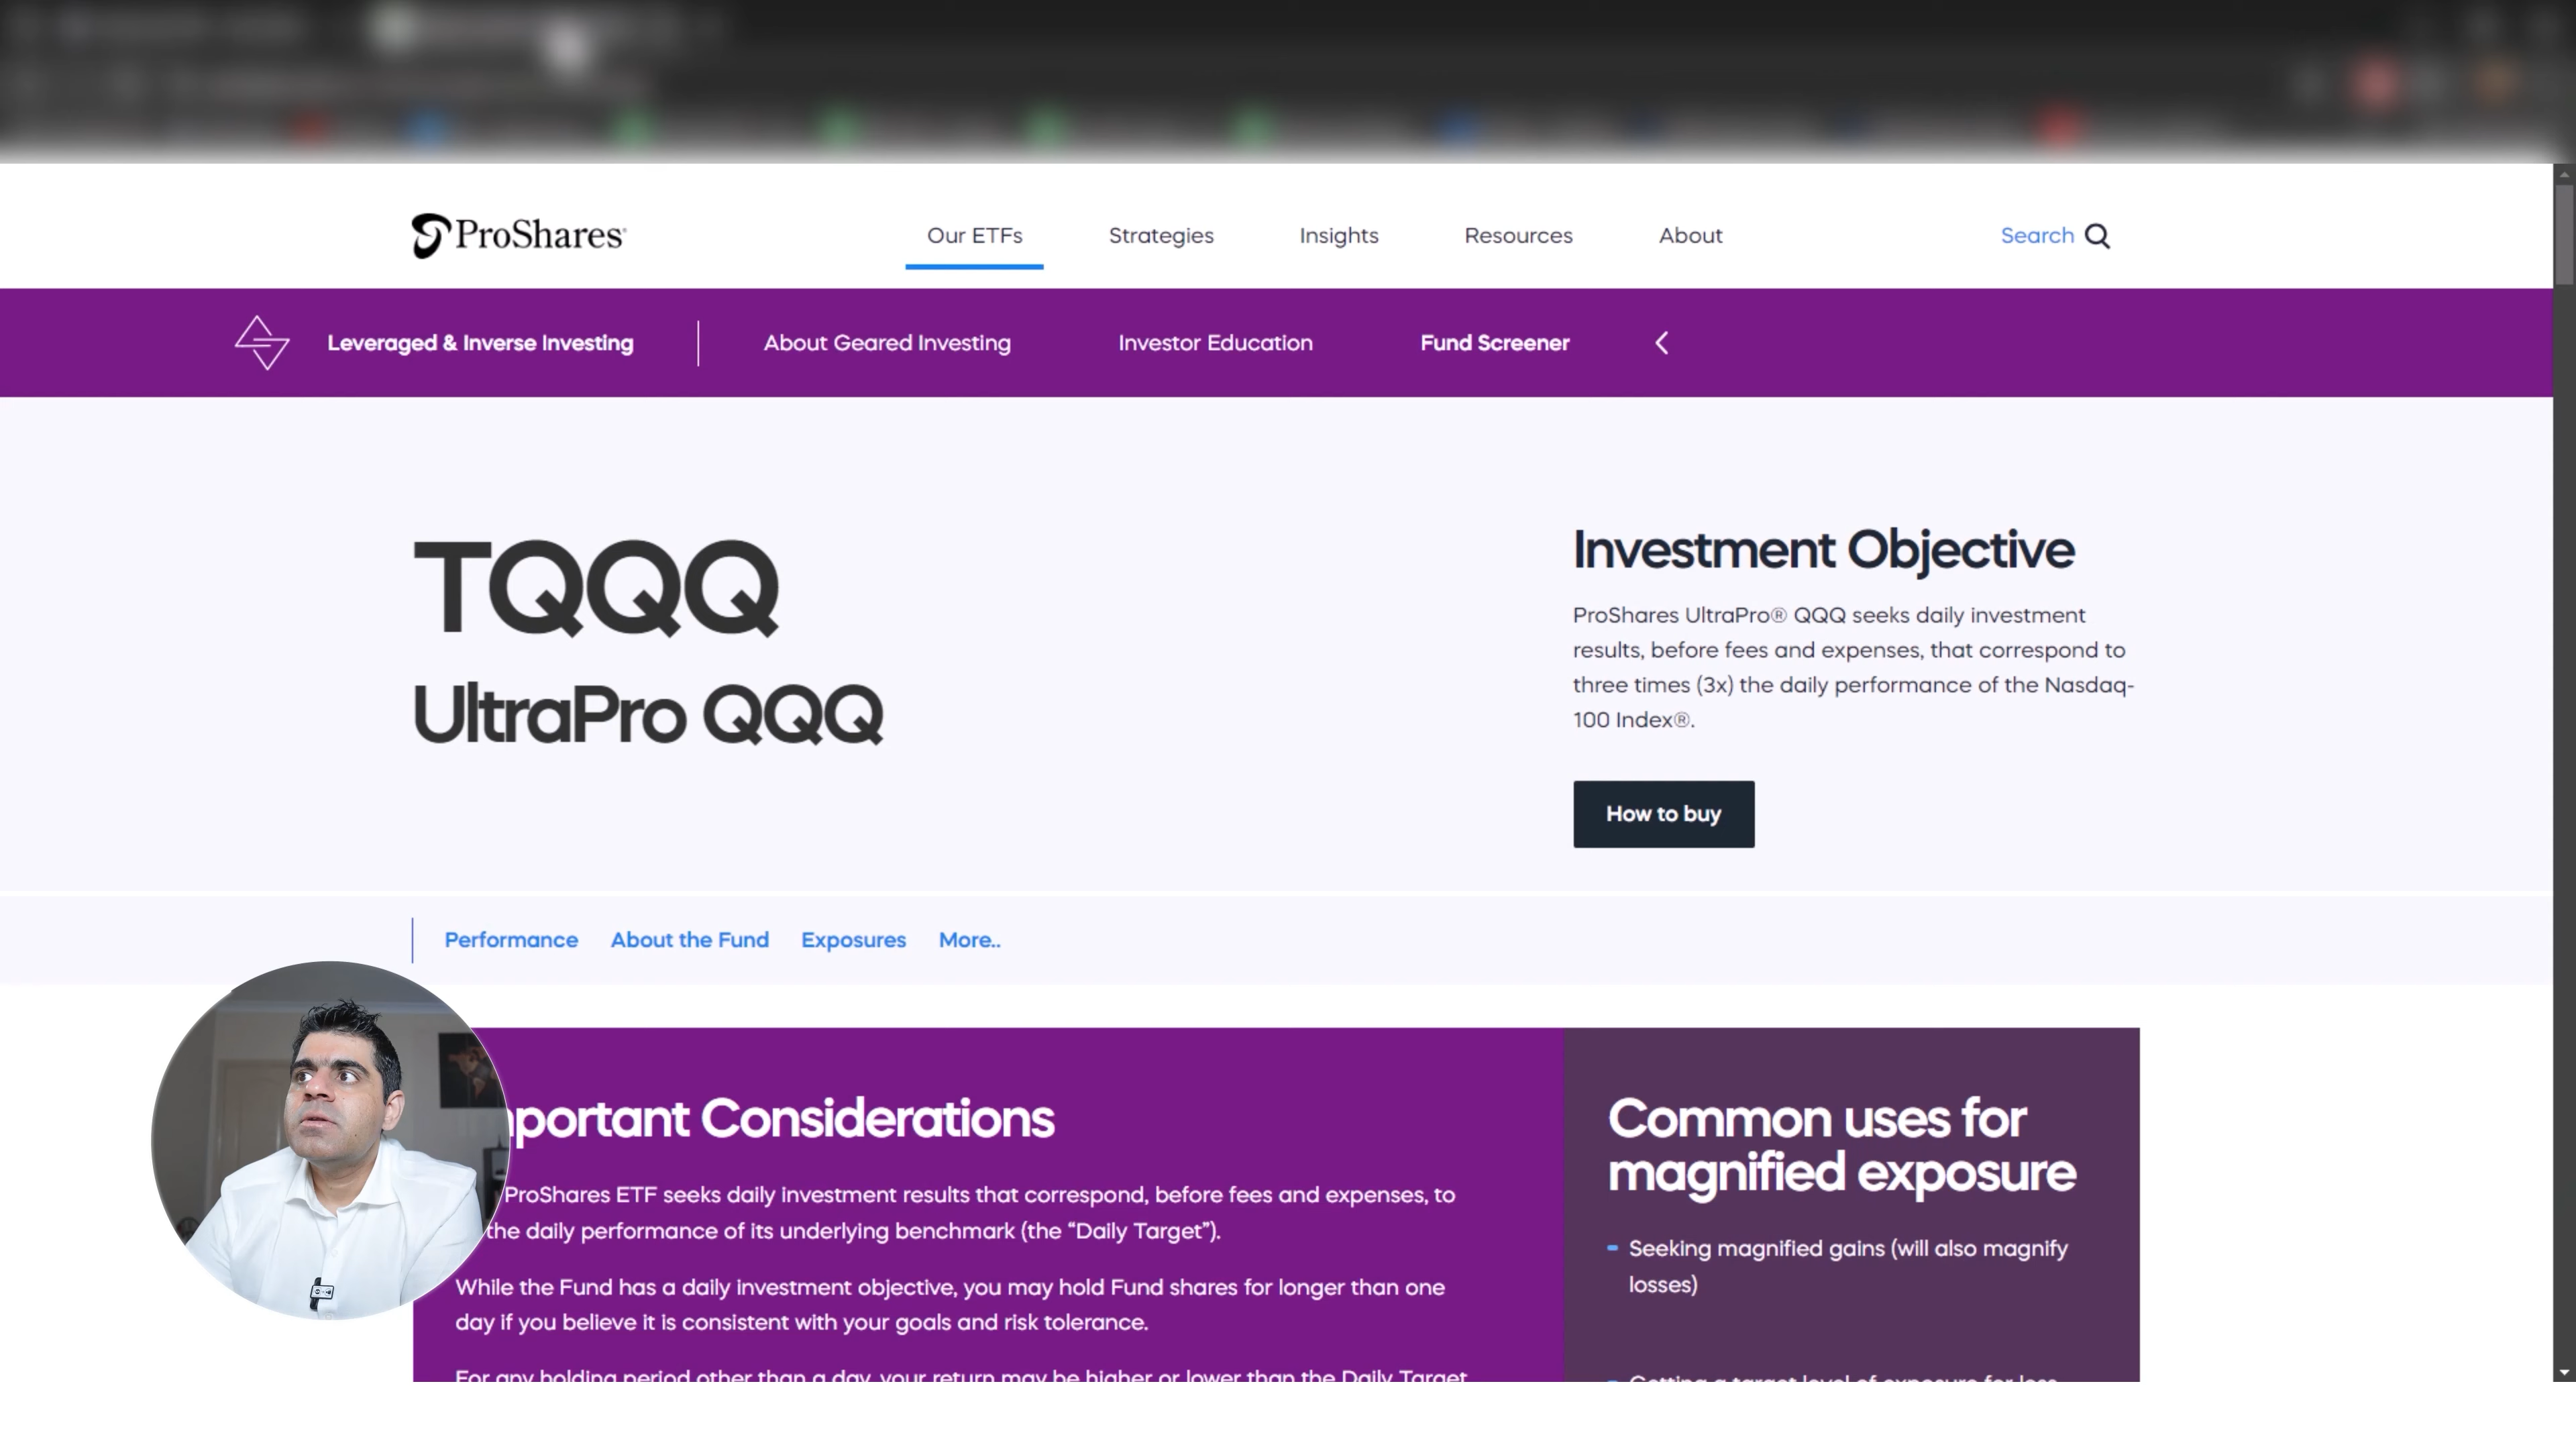 ProShares
Our ETFs
Strategies
Insights
Resources
About
Search
Leveraged & Inverse Investing
About Geared Investing
Investor Education
Fund Screener
TQQQ
UltraPro QQQ
Investment Objective
ProShares UltraPro® QQQ seeks daily investment
results, before fees and expenses, that correspond to
three times (3x) the daily performance of the Nasdaq-
100 Index®.
How to buy
Performance
About the Fund
Exposures
More..
Considerations
ProShares ETF seeks daily investment results that correspond, before fees and expenses, to
the daily performance of its underlying benchmark (the “Daily Target”).
While the Fund has a daily investment objective, you may hold Fund shares for longer than one
day if you believe it is consistent with your goals and risk tolerance.
For any holding period other than a day, your return may be higher or lower than the Daily Target
Common uses for
magnified exposure
Seeking magnified gains (will also magnify
losses)
Getting a target level of exposure for less